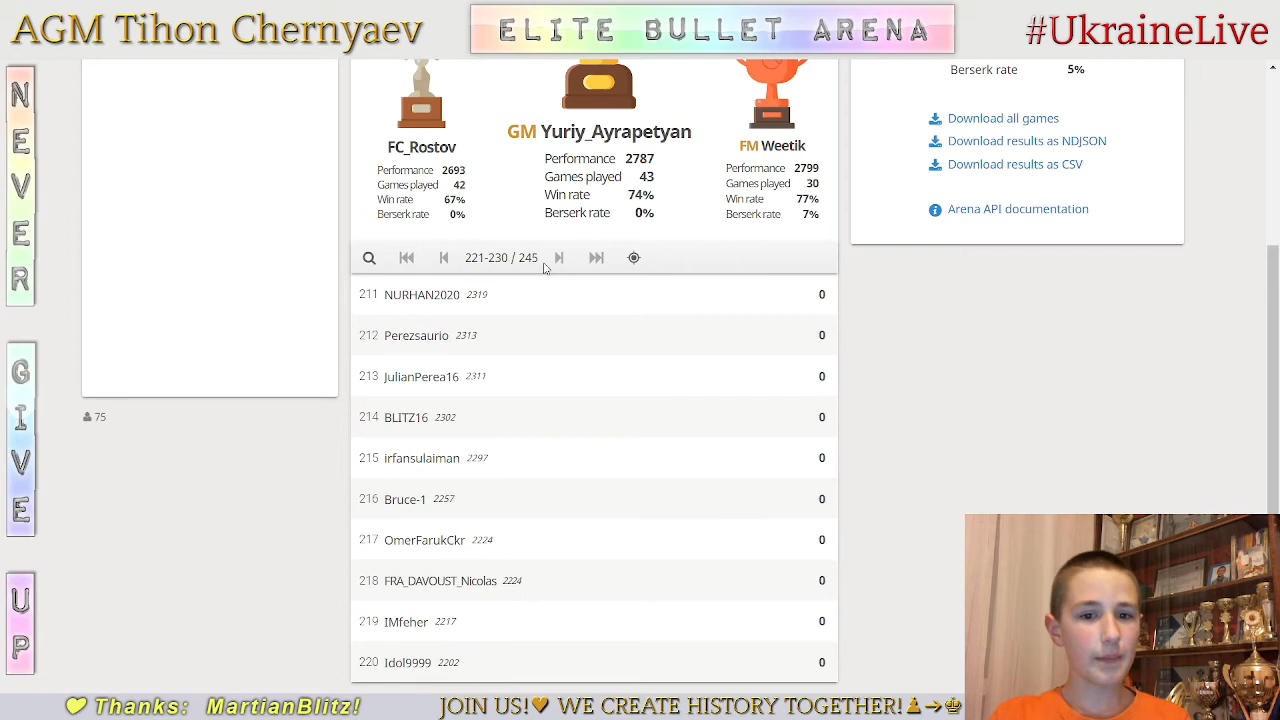 AGM Tihon Chernyaev
ELITE BULLET ARENA
#UkraineLive
NEVER
GIVE
UP
FC_Rostov
Performance 2693
Games played 42
Win rate 67%
Berserk rate 0%
GM Yuriy_Ayrapetyan
Performance 2787
Games played 43
Win rate 74%
Berserk rate 0%
FM Weetik
Performance 2799
Games played 30
Win rate 77%
Berserk rate 7%
Berserk rate 5%
Download all games
Download results as NDJSON
Download results as CSV
Arena API documentation
221-230 / 245
211 NURHAN2020 2319 0
212 Perezsaurio 2313 0
213 JulianPerea16 2311 0
214 BLITZ16 2302 0
215 irfansulaiman 2297 0
216 Bruce-1 2257 0
217 OmerFarukCkr 2224 0
218 FRA_DAVOUST_Nicolas 2224 0
219 IMfeher 2217 0
220 Idol9999 2202 0
75
Thanks: MartianBlitz!
JOIN US! WE CREATE HISTORY TOGETHER!